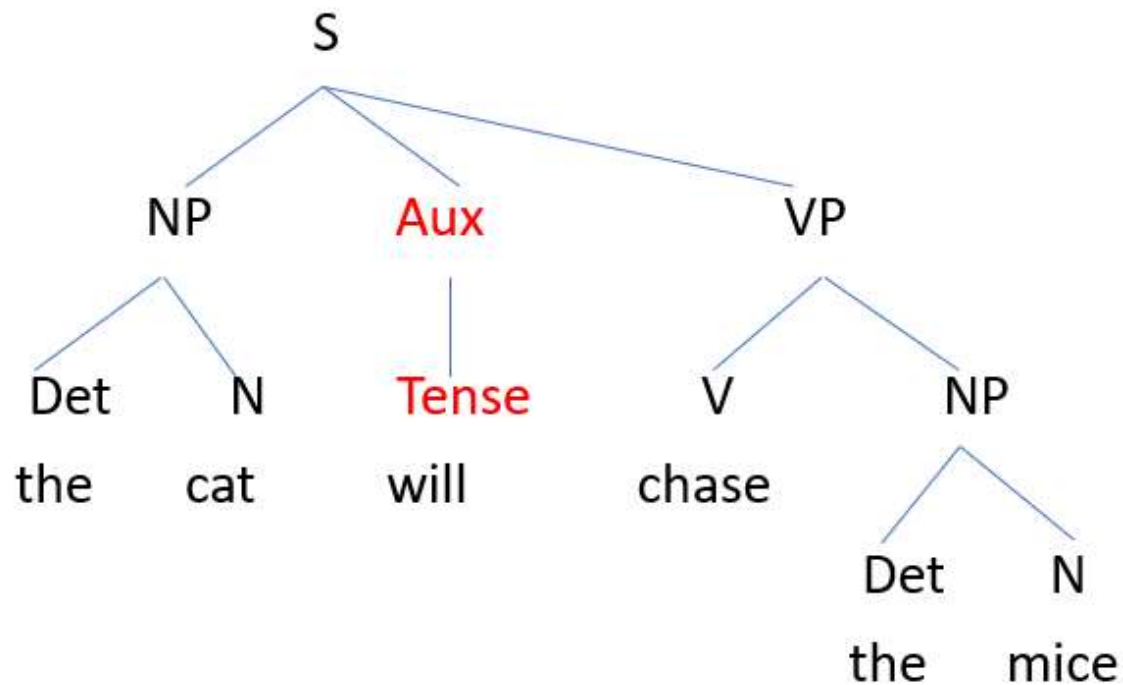 S
NP Aux VP
Det N Tense V NP
the cat will chase
Det N
the mice